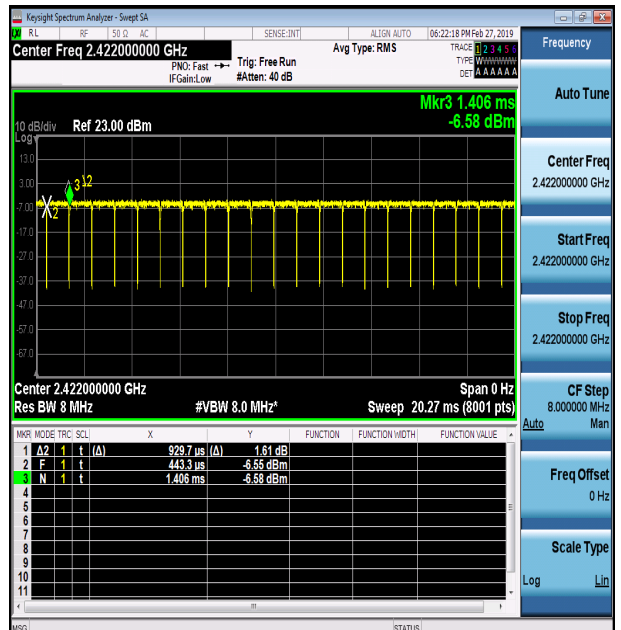 Keysight Spectrum Analyzer - Swept SA
LXI RL RF 50 Ω AC SENSE:INT ALIGN AUTO 06:22:18 PM Feb 27, 2019
Center Freq 2.422000000 GHz
PNO: Fast
IFGain:Low
Trig: Free Run
#Atten: 40 dB
Avg Type: RMS
TRACE 1 2 3 4 5 6
TYPE W
DET A A A A A A
Mkr3 1.406 ms
-6.58 dBm
10 dB/div Ref 23.00 dBm
Log
13.0
3.00
-7.00
-17.0
-27.0
-37.0
-47.0
-57.0
-67.0
3 Δ2
2
Center 2.422000000 GHz Span 0 Hz
Res BW 8 MHz #VBW 8.0 MHz* Sweep 20.27 ms (8001 pts)
MKR MODE TRC SCL X Y FUNCTION FUNCTION WIDTH FUNCTION VALUE
1 Δ2 1 t (Δ) 929.7 µs (Δ) 1.61 dB
2 F 1 t 443.3 µs -6.55 dBm
3 N 1 t 1.406 ms -6.58 dBm
4
5
6
7
8
9
10
11
MSG STATUS
Frequency
Auto Tune
Center Freq
2.422000000 GHz
Start Freq
2.422000000 GHz
Stop Freq
2.422000000 GHz
CF Step
8.000000 MHz
Auto Man
Freq Offset
0 Hz
Scale Type
Log Lin